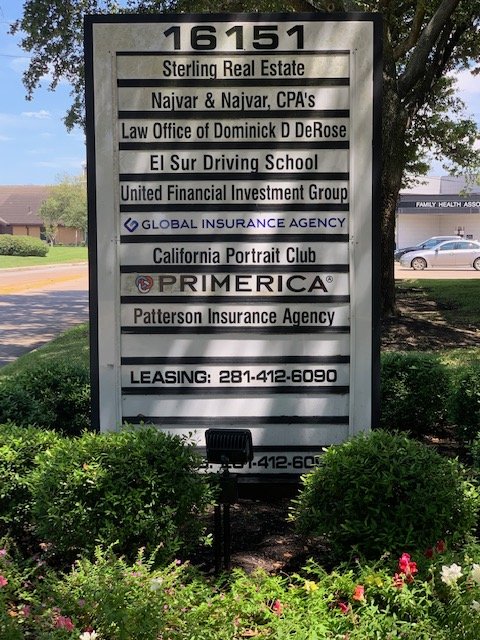 16151
Sterling Real Estate
Najvar & Najvar, CPA's
Law Office of Dominick D DeRose
El Sur Driving School
United Financial Investment Group
GLOBAL INSURANCE AGENCY
California Portrait Club
PRIMERICA®
Patterson Insurance Agency
LEASING: 281-412-6090
FAMILY HEALTH